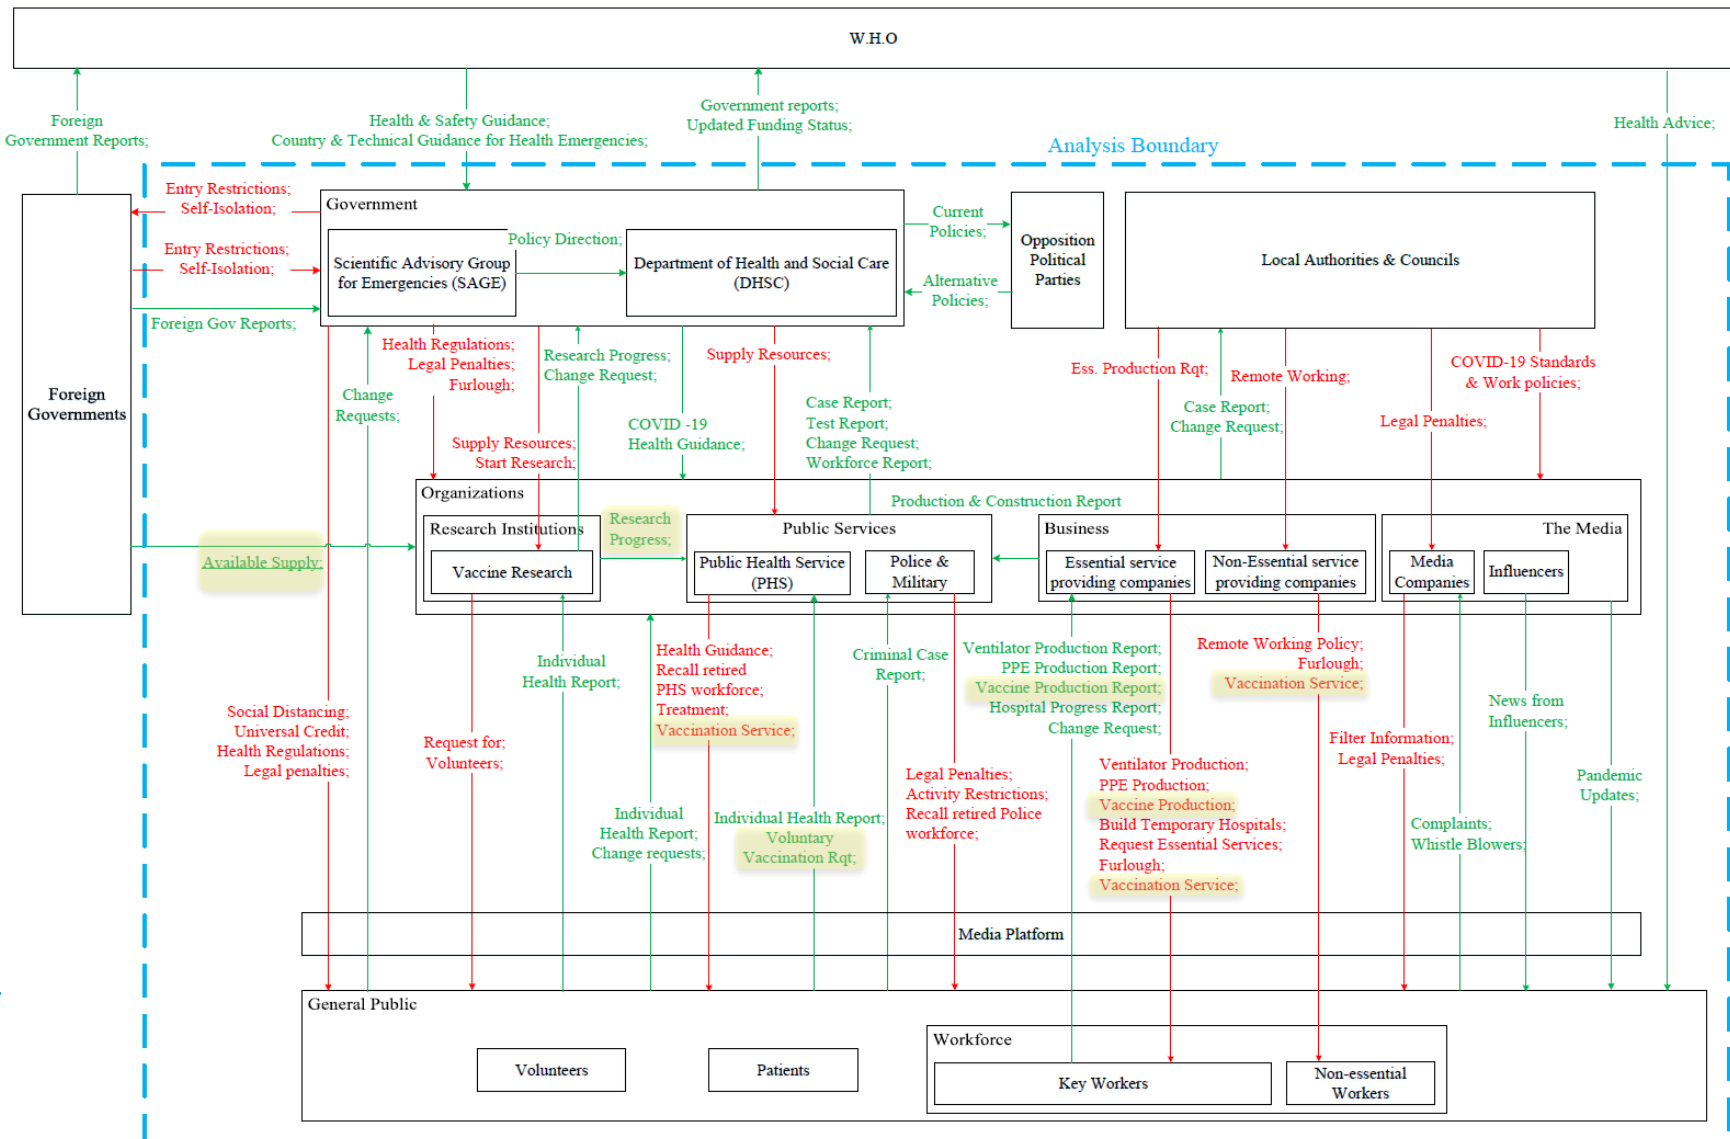 W.H.O
Foreign
Government Reports;
Health & Safety Guidance;
Country & Technical Guidance for Health Emergencies;
Government reports;
Updated Funding Status;
Health Advice;
Analysis Boundary
Entry Restrictions;
Self-Isolation;
Entry Restrictions;
Self-Isolation;
Foreign Gov Reports;
Foreign
Governments
Government
Scientific Advisory Group
for Emergencies (SAGE)
Policy Direction;
Department of Health and Social Care
(DHSC)
Current
Policies;
Alternative
Policies;
Opposition
Political
Parties
Local Authorities & Councils
Change
Requests;
Health Regulations;
Legal Penalties;
Furlough;
Supply Resources;
Start Research;
Research Progress;
Change Request;
COVID -19
Health Guidance;
Supply Resources;
Case Report;
Test Report;
Change Request;
Workforce Report;
Ess. Production Rqt;
Remote Working;
Case Report;
Change Request;
Legal Penalties;
COVID-19 Standards
& Work policies;
Available Supply;
Organizations
Research Institutions
Vaccine Research
Research
Progress;
Public Services
Public Health Service
(PHS)
Police &
Military
Production & Construction Report
Business
Essential service
providing companies
Non-Essential service
providing companies
The Media
Media
Companies
Influencers
Social Distancing;
Universal Credit;
Health Regulations;
Legal penalties;
Request for;
Volunteers;
Individual
Health Report;
Individual
Health Report;
Change requests;
Health Guidance;
Recall retired
PHS workforce;
Treatment;
Vaccination Service;
Individual Health Report;
Voluntary
Vaccination Rqt;
Criminal Case
Report;
Legal Penalties;
Activity Restrictions;
Recall retired Police
workforce;
Ventilator Production Report;
PPE Production Report;
Vaccine Production Report;
Hospital Progress Report;
Change Request;
Ventilator Production;
PPE Production;
Vaccine Production;
Build Temporary Hospitals;
Request Essential Services;
Furlough;
Vaccination Service;
Remote Working Policy;
Furlough;
Vaccination Service;
Filter Information;
Legal Penalties;
Complaints;
Whistle Blowers;
News from
Influencers;
Pandemic
Updates;
Media Platform
General Public
Volunteers
Patients
Workforce
Key Workers
Non-essential
Workers